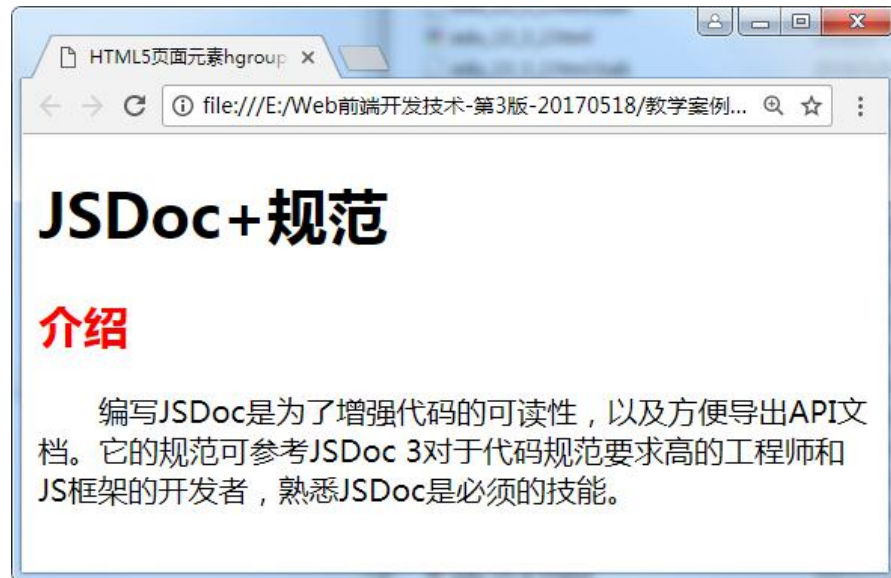 HTML5页面元素hgroup
file:///E:/Web前端开发技术-第3版-20170518/教学案例...
JSDoc+规范
介绍
编写JSDoc是为了增强代码的可读性，以及方便导出API文
档。它的规范可参考JSDoc 3对于代码规范要求高的工程师和
JS框架的开发者，熟悉JSDoc是必须的技能。